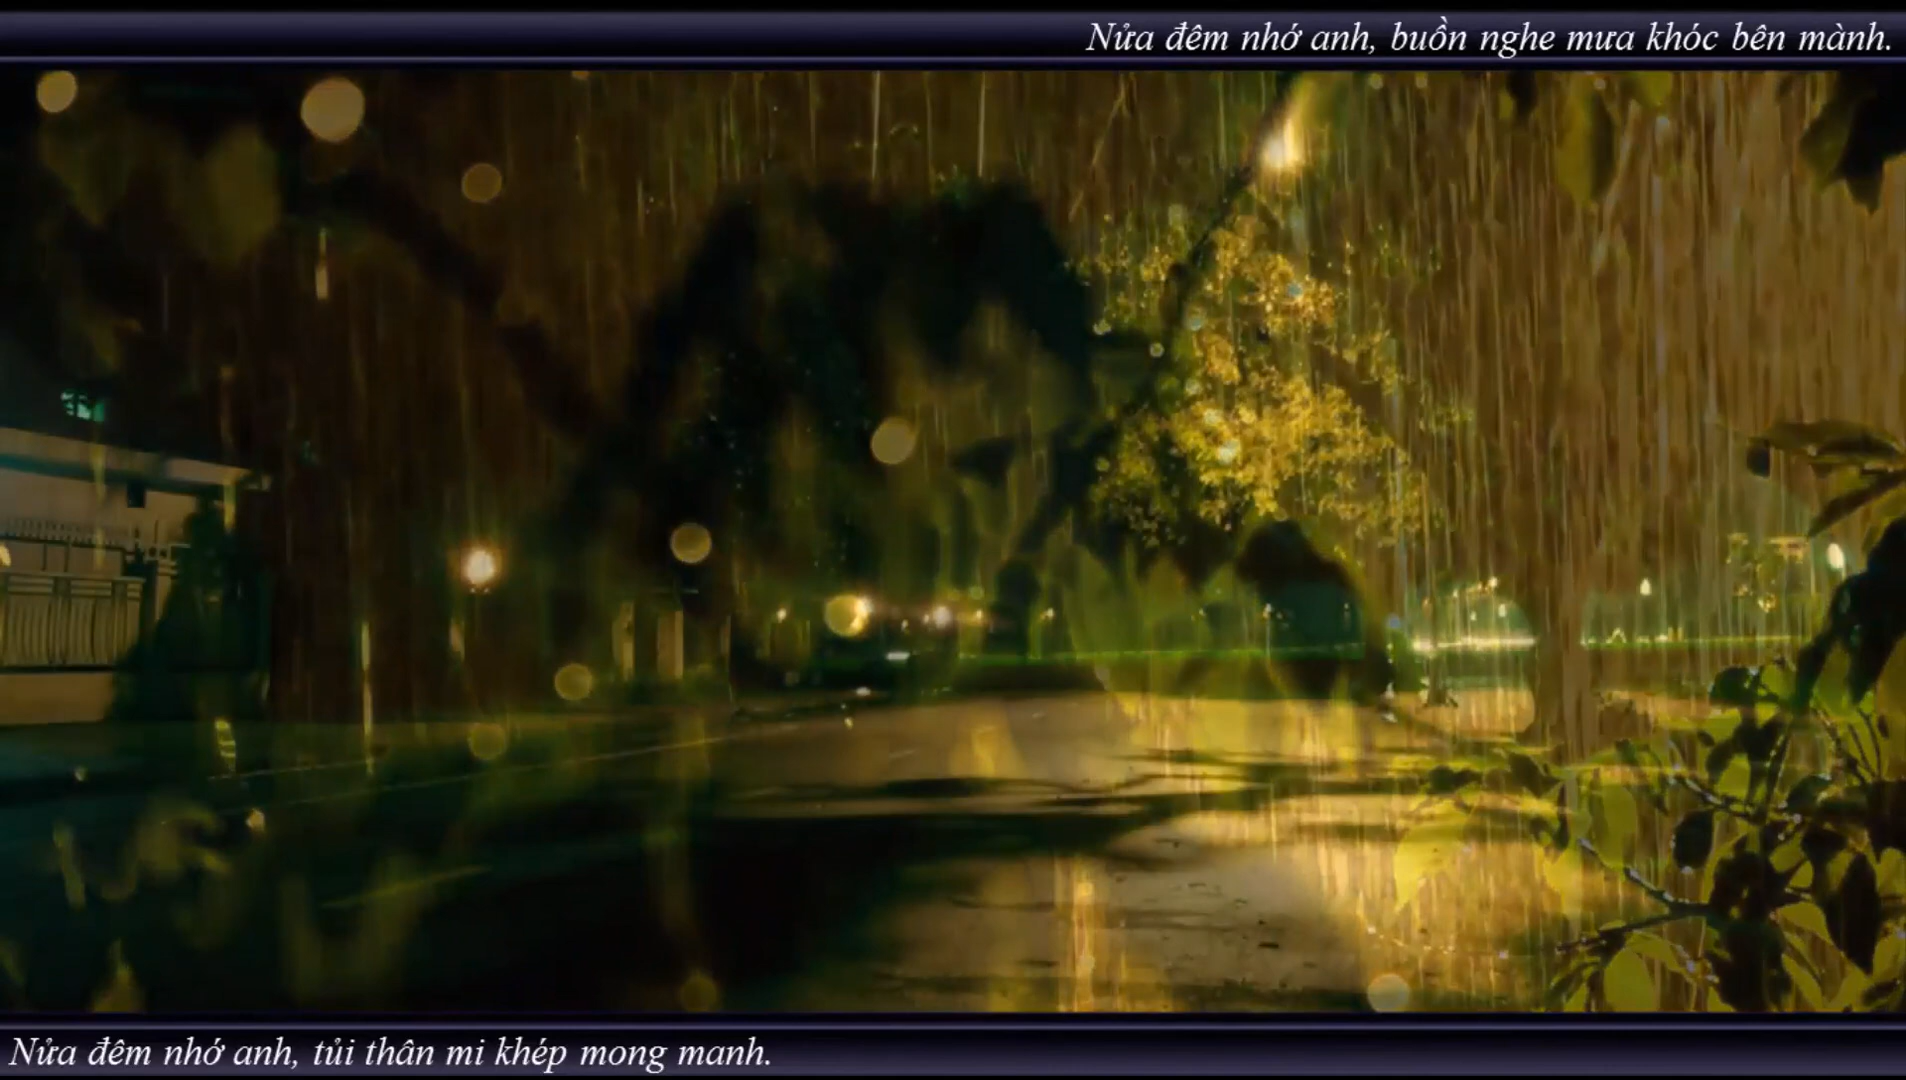 Nửa đêm nhớ anh, buồn nghe mưa khóc bên mành.
Nửa đêm nhớ anh, tủi thân mi khép mong manh.